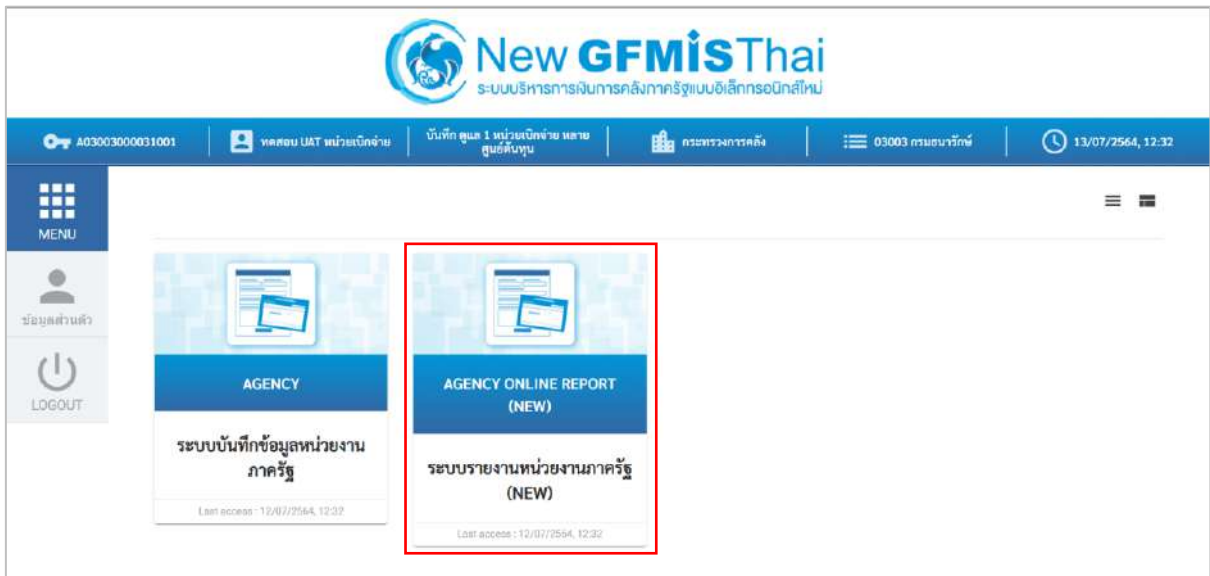 New GFMIS Thai
ระบบบริหารการเงินการคลังภาครัฐแบบอิเล็กทรอนิกส์ใหม่
A03003000031001
ทดสอบ UAT หน่วยเบิกจ่าย
บันทึก ดูแล 1 หน่วยเบิกจ่าย หลาย
ศูนย์ต้นทุน
กระทรวงการคลัง
03003 กรมธนารักษ์
13/07/2564, 12:32
MENU
ข้อมูลส่วนตัว
LOGOUT
AGENCY
ระบบบันทึกข้อมูลหน่วยงาน
ภาครัฐ
Last access : 12/07/2564, 12:32
AGENCY ONLINE REPORT
(NEW)
ระบบรายงานหน่วยงานภาครัฐ
(NEW)
Last access : 12/07/2564, 12:32